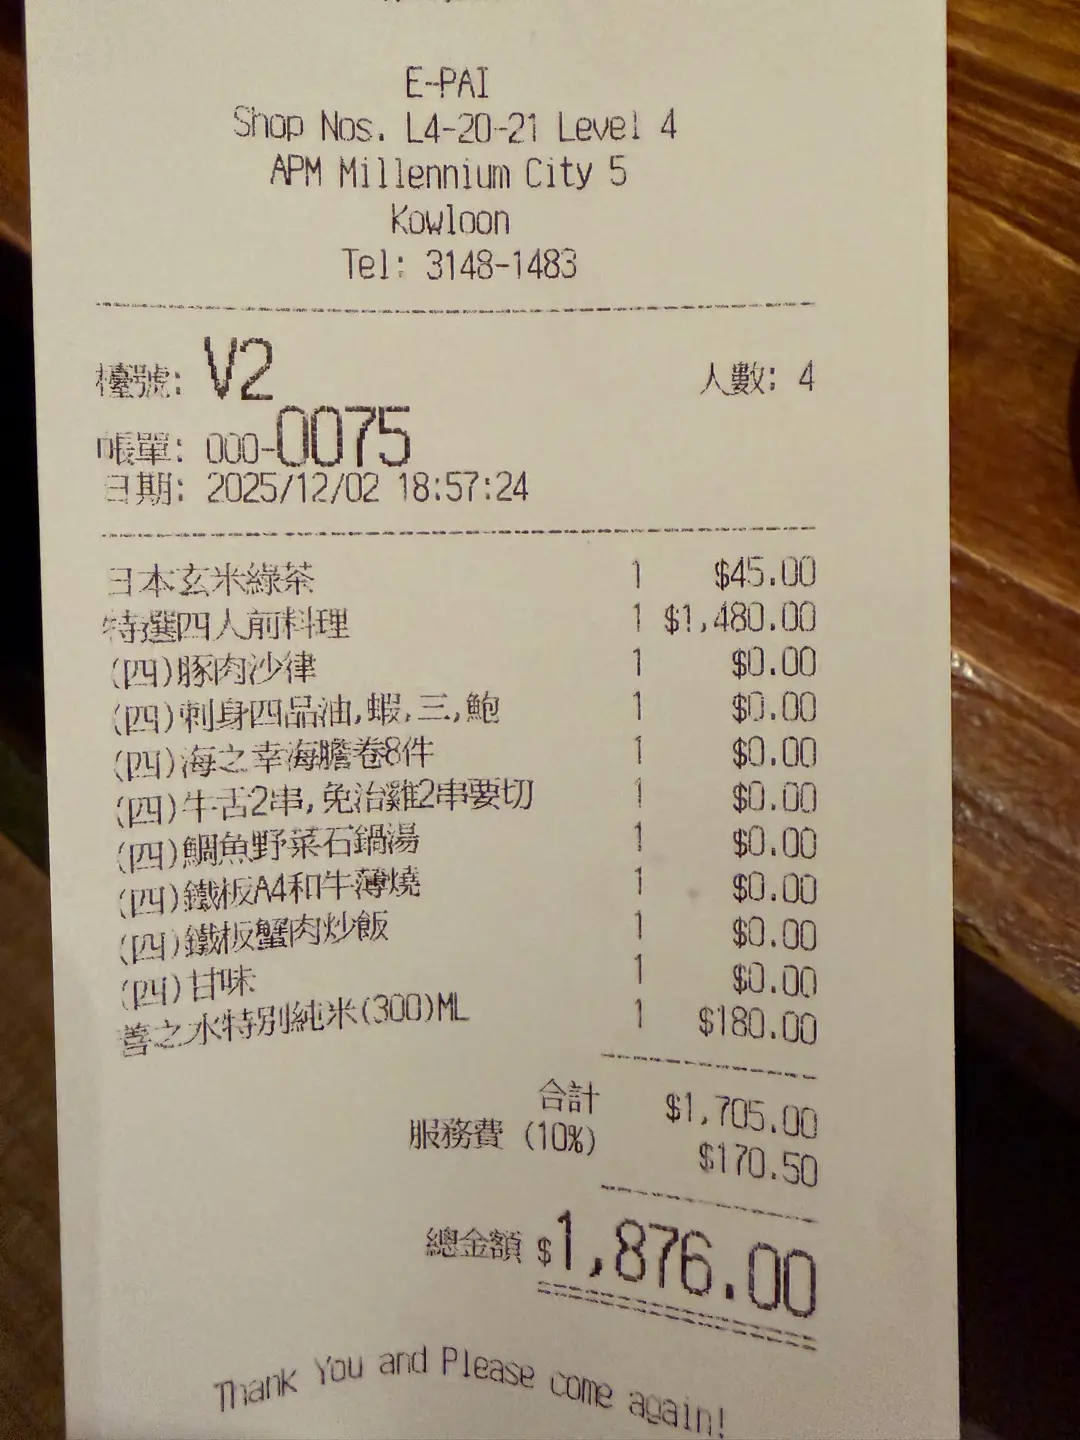 E-PAI
Shop Nos. L4-20-21 Level 4
APM Millennium City 5
Kowloon
Tel: 3148-1483
檯號: V2 人數: 4
帳單: 000-0075
日期: 2025/12/02 18:57:24
日本玄米綠茶 1 $45.00
特選四人前料理 1 $1,480.00
(四)豚肉沙律 1 $0.00
(四)刺身四品油,蝦,三,鮑 1 $0.00
(四)海之幸海膽卷8件 1 $0.00
(四)牛舌2串,免治雞2串要切 1 $0.00
(四)鯛魚野菜石鍋湯 1 $0.00
(四)鐵板A4和牛薄燒 1 $0.00
(四)鐵板蟹肉炒飯 1 $0.00
(四)甘味 1 $0.00
善之水特別純米(300)ML 1 $180.00
合計 $1,705.00
服務費 (10%) $170.50
總金額 $1,876.00
Thank You and Please come again!